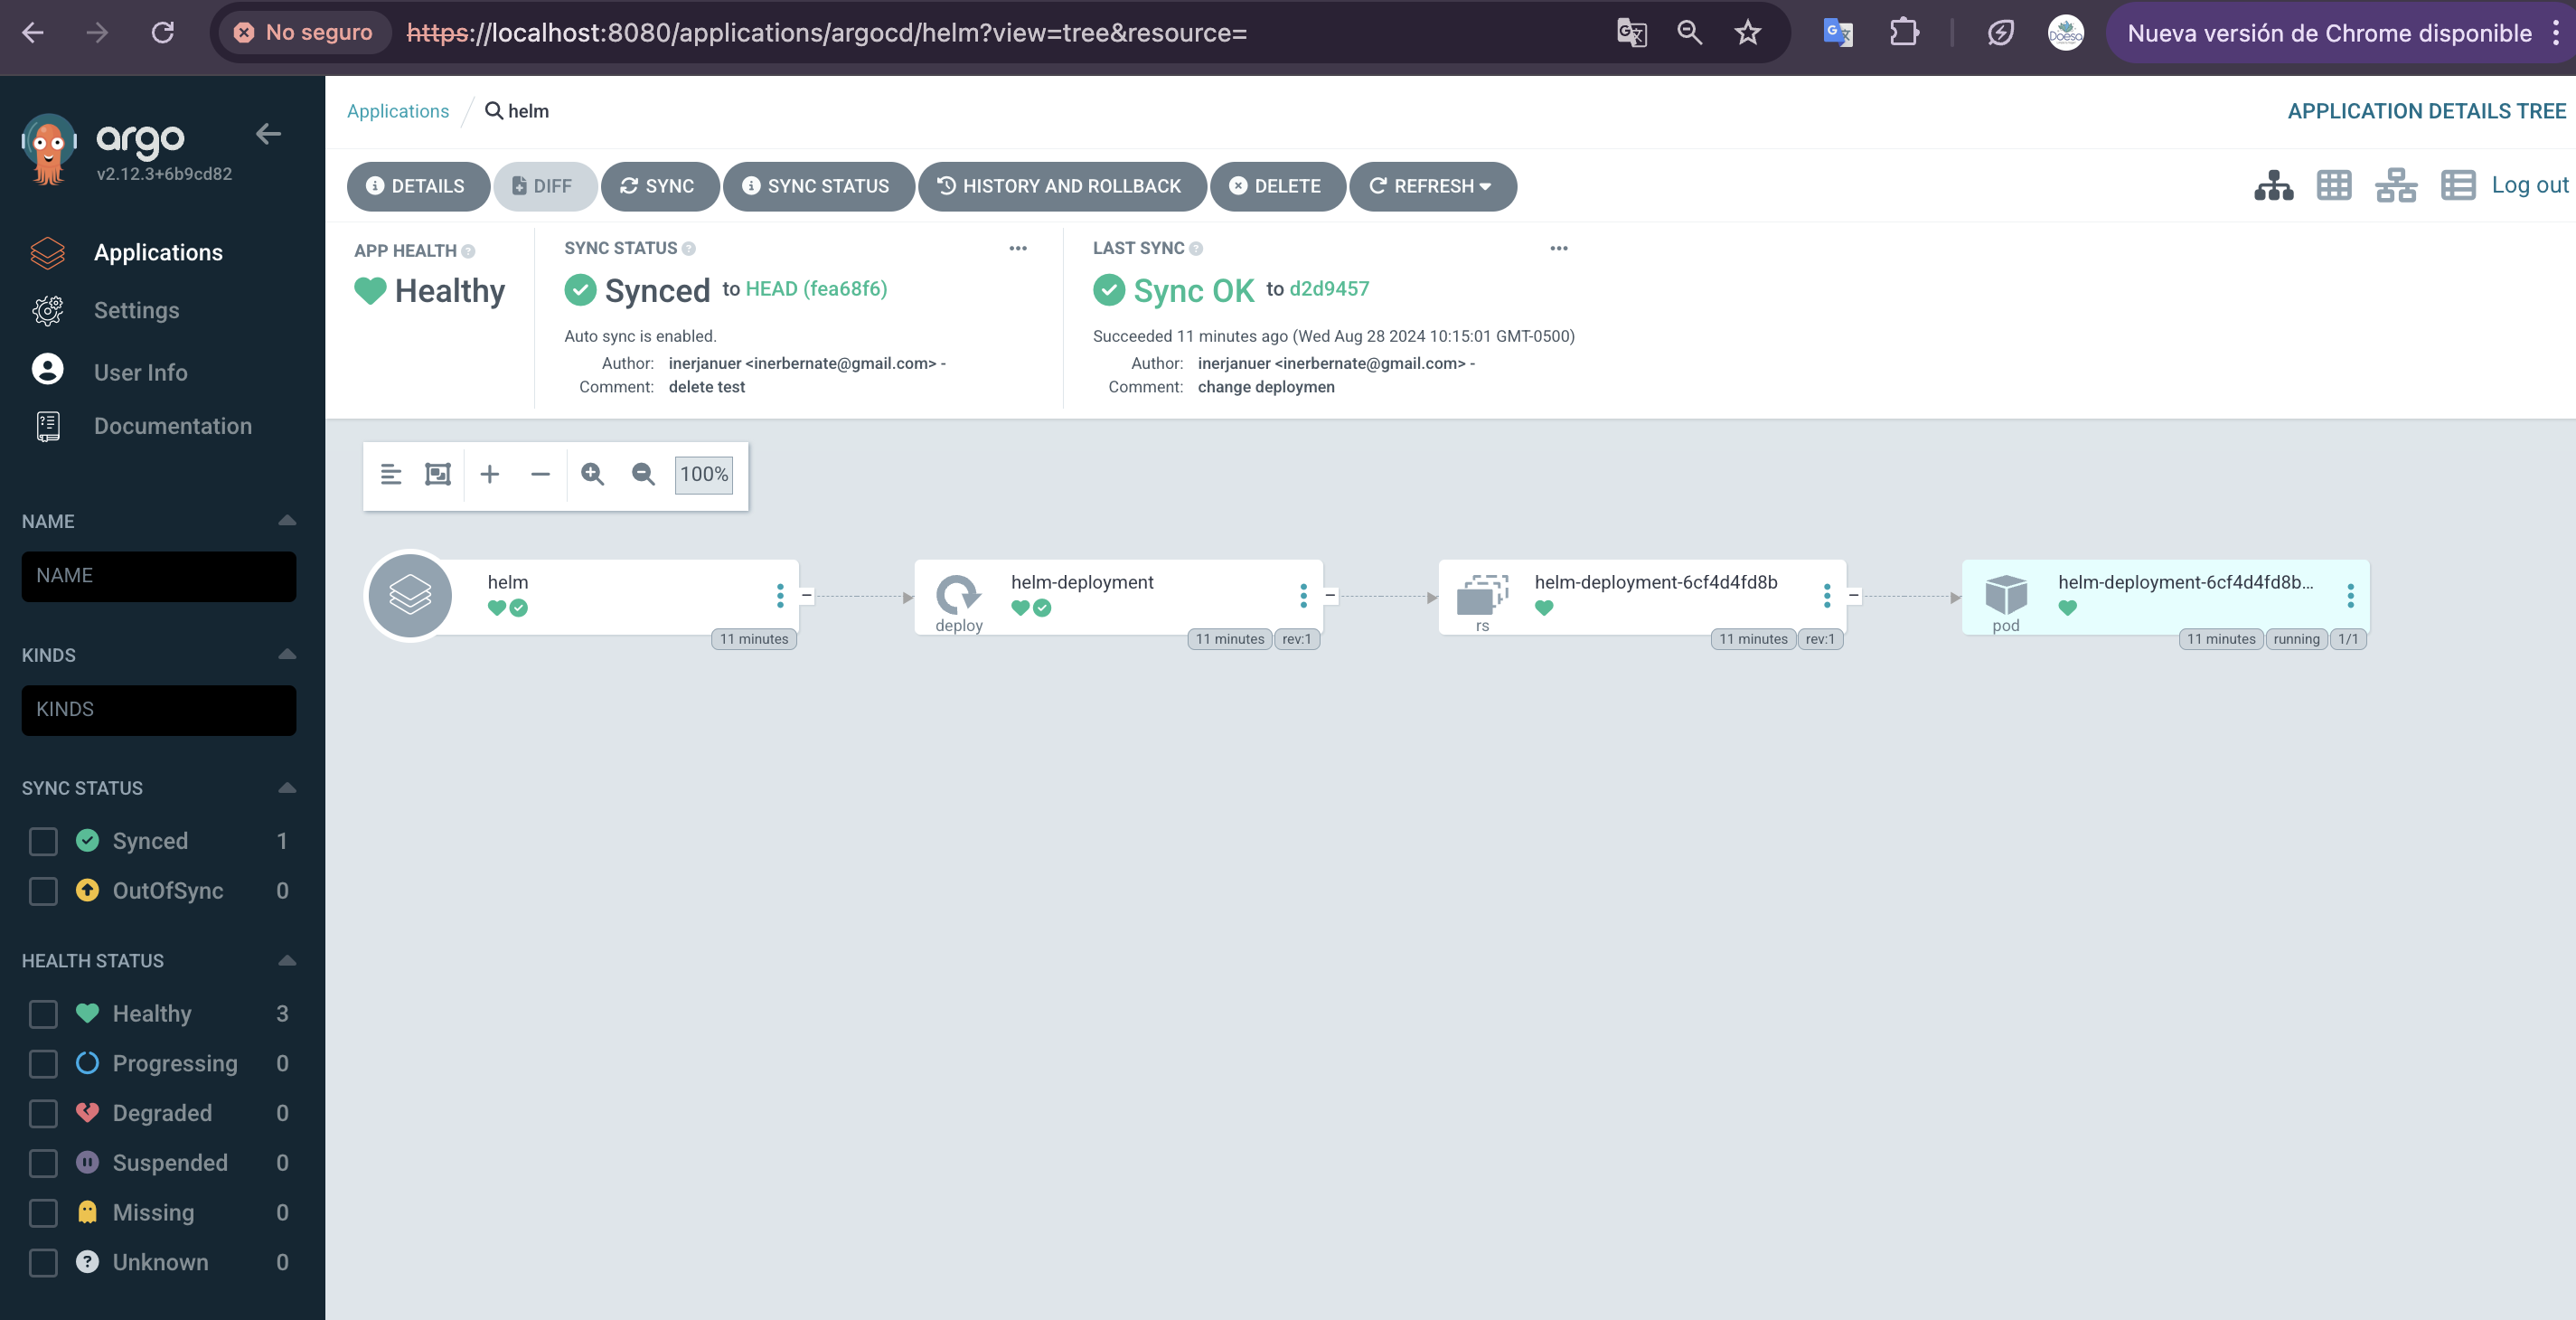 No seguro
https://localhost:8080/applications/argocd/helm?view=tree&resource=
Nueva versión de Chrome disponible
argo
v2.12.3+6b9cd82
Applications
Settings
User Info
Documentation
NAME
NAME
KINDS
KINDS
SYNC STATUS
Synced 1
OutOfSync 0
HEALTH STATUS
Healthy 3
Progressing 0
Degraded 0
Suspended 0
Missing 0
Unknown 0
Applications / helm
APPLICATION DETAILS TREE
DETAILS DIFF SYNC SYNC STATUS HISTORY AND ROLLBACK DELETE REFRESH
Log out
APP HEALTH
Healthy
SYNC STATUS
Synced to HEAD (fea68f6)
Auto sync is enabled.
Author: inerjanuer <inerbernate@gmail.com> -
Comment: delete test
LAST SYNC
Sync OK to d2d9457
Succeeded 11 minutes ago (Wed Aug 28 2024 10:15:01 GMT-0500)
Author: inerjanuer <inerbernate@gmail.com> -
Comment: change deploymen
100%
helm
11 minutes
helm-deployment
deploy
11 minutes rev:1
helm-deployment-6cf4d4fd8b
rs
11 minutes rev:1
helm-deployment-6cf4d4fd8b...
pod
11 minutes running 1/1